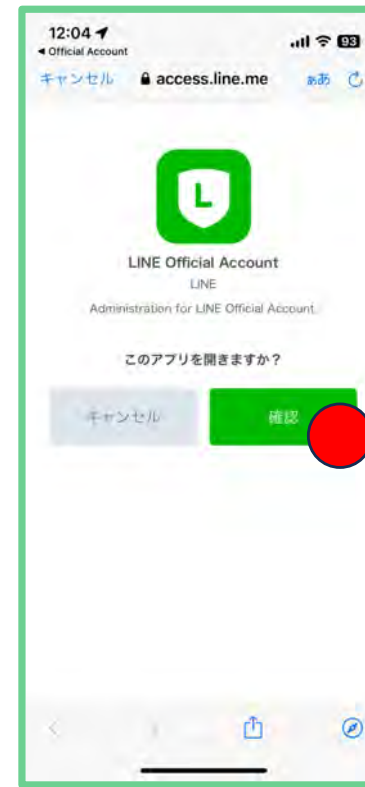 12:04
93
◀ Official Account
キャンセル access.line.me ぁあ
L
LINE Official Account
LINE
Administration for LINE Official Account
このアプリを開きますか？
キャンセル 確認